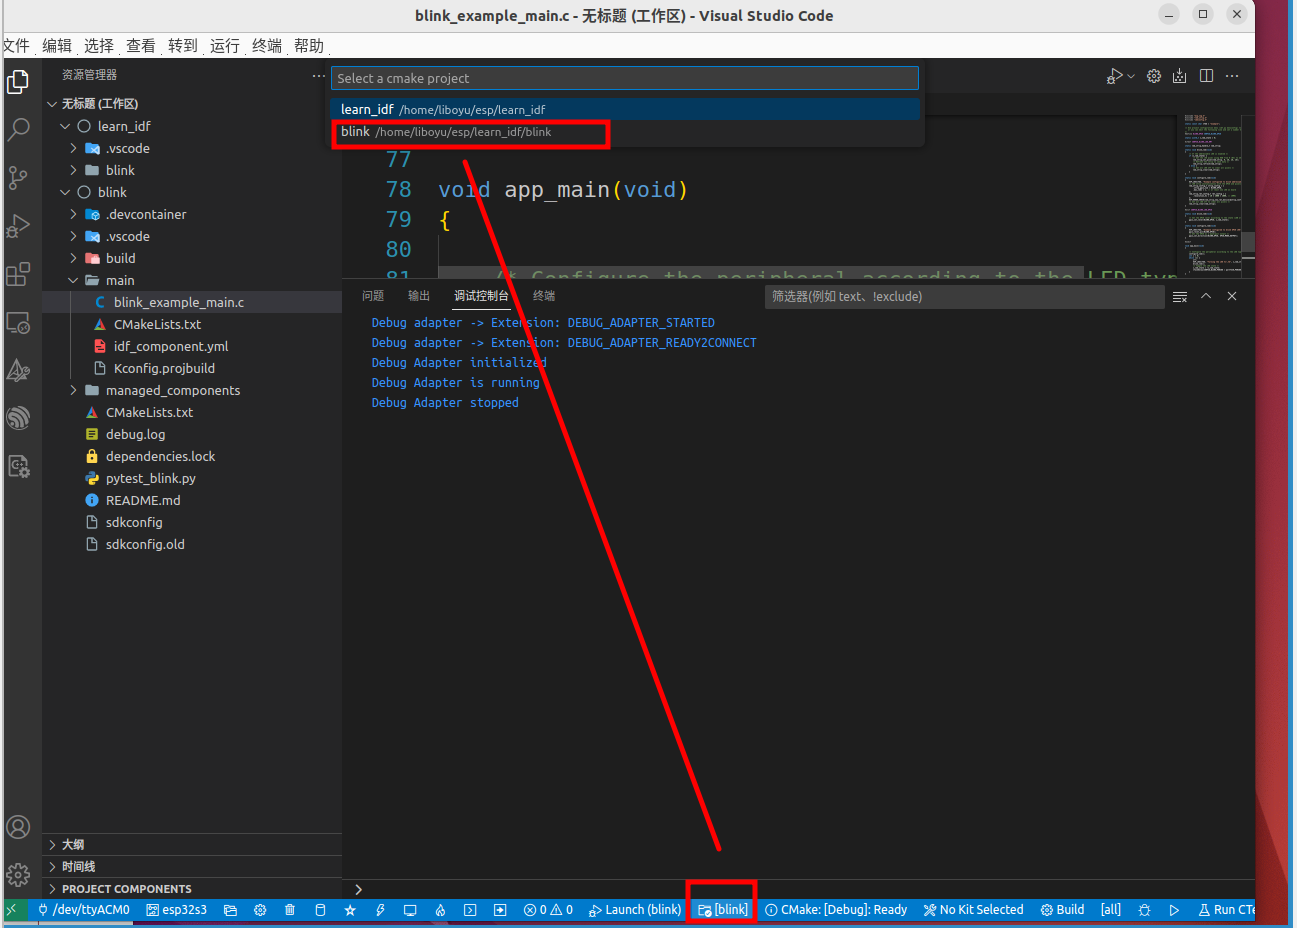 blink_example_main.c - 无标题 (工作区) - Visual Studio Code
文件 编辑 选择 查看 转到 运行 终端 帮助
资源管理器
无标题 (工作区)
learn_idf
.vscode
blink
blink
.devcontainer
.vscode
build
main
blink_example_main.c
CMakeLists.txt
idf_component.yml
Kconfig.projbuild
managed_components
CMakeLists.txt
debug.log
dependencies.lock
pytest_blink.py
README.md
sdkconfig
sdkconfig.old
大纲
时间线
PROJECT COMPONENTS
Select a cmake project
learn_idf /home/liboyu/esp/learn_idf
blink /home/liboyu/esp/learn_idf/blink
77
78 void app_main(void)
79 {
80
81 /* Configure the peripheral according to the LED typ
问题 输出 调试控制台 终端 筛选器(例如 text、!exclude)
Debug adapter -> Extension: DEBUG_ADAPTER_STARTED
Debug adapter -> Extension: DEBUG_ADAPTER_READY2CONNECT
Debug Adapter initialized
Debug Adapter is running
Debug Adapter stopped
/dev/ttyACM0 esp32s3 0 0 Launch (blink) [blink] CMake: [Debug]: Ready No Kit Selected Build [all] Run CTe